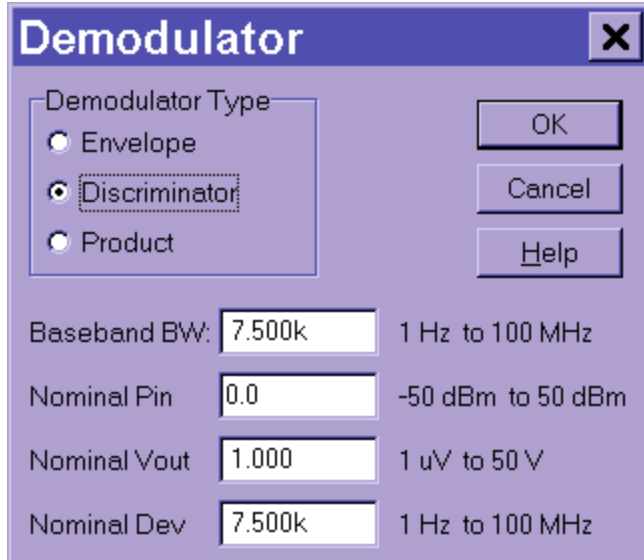 Demodulator
Demodulator Type
Envelope
Discriminator
Product
OK
Cancel
Help
Baseband BW: 7.500k 1 Hz to 100 MHz
Nominal Pin 0.0 -50 dBm to 50 dBm
Nominal Vout 1.000 1 uV to 50 V
Nominal Dev 7.500k 1 Hz to 100 MHz